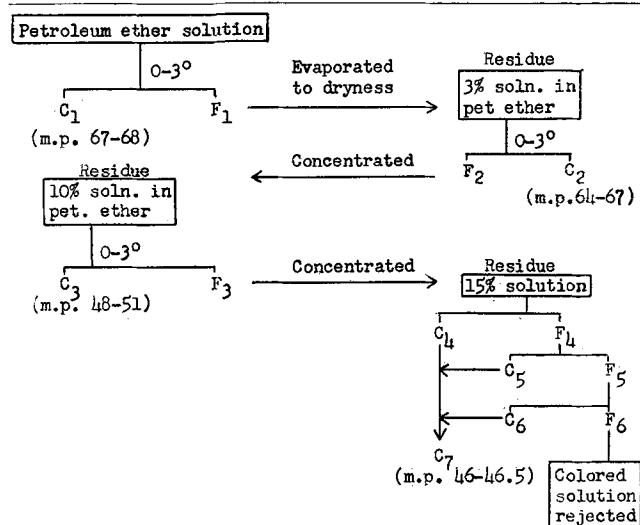 Petroleum ether solution
0-3°
C1 F1
(m.p. 67-68)
Evaporated
to dryness
Residue
3% soln. in
pet ether
0-3°
F2 C2
(m.p.64-67)
Concentrated
Residue
10% soln. in
pet. ether
0-3°
C3 F3
(m.p. 48-51)
Concentrated
Residue
15% solution
C4 F4
C5 F5
C6 F6
C7
(m.p. 46-46.5)
Colored
solution
rejected